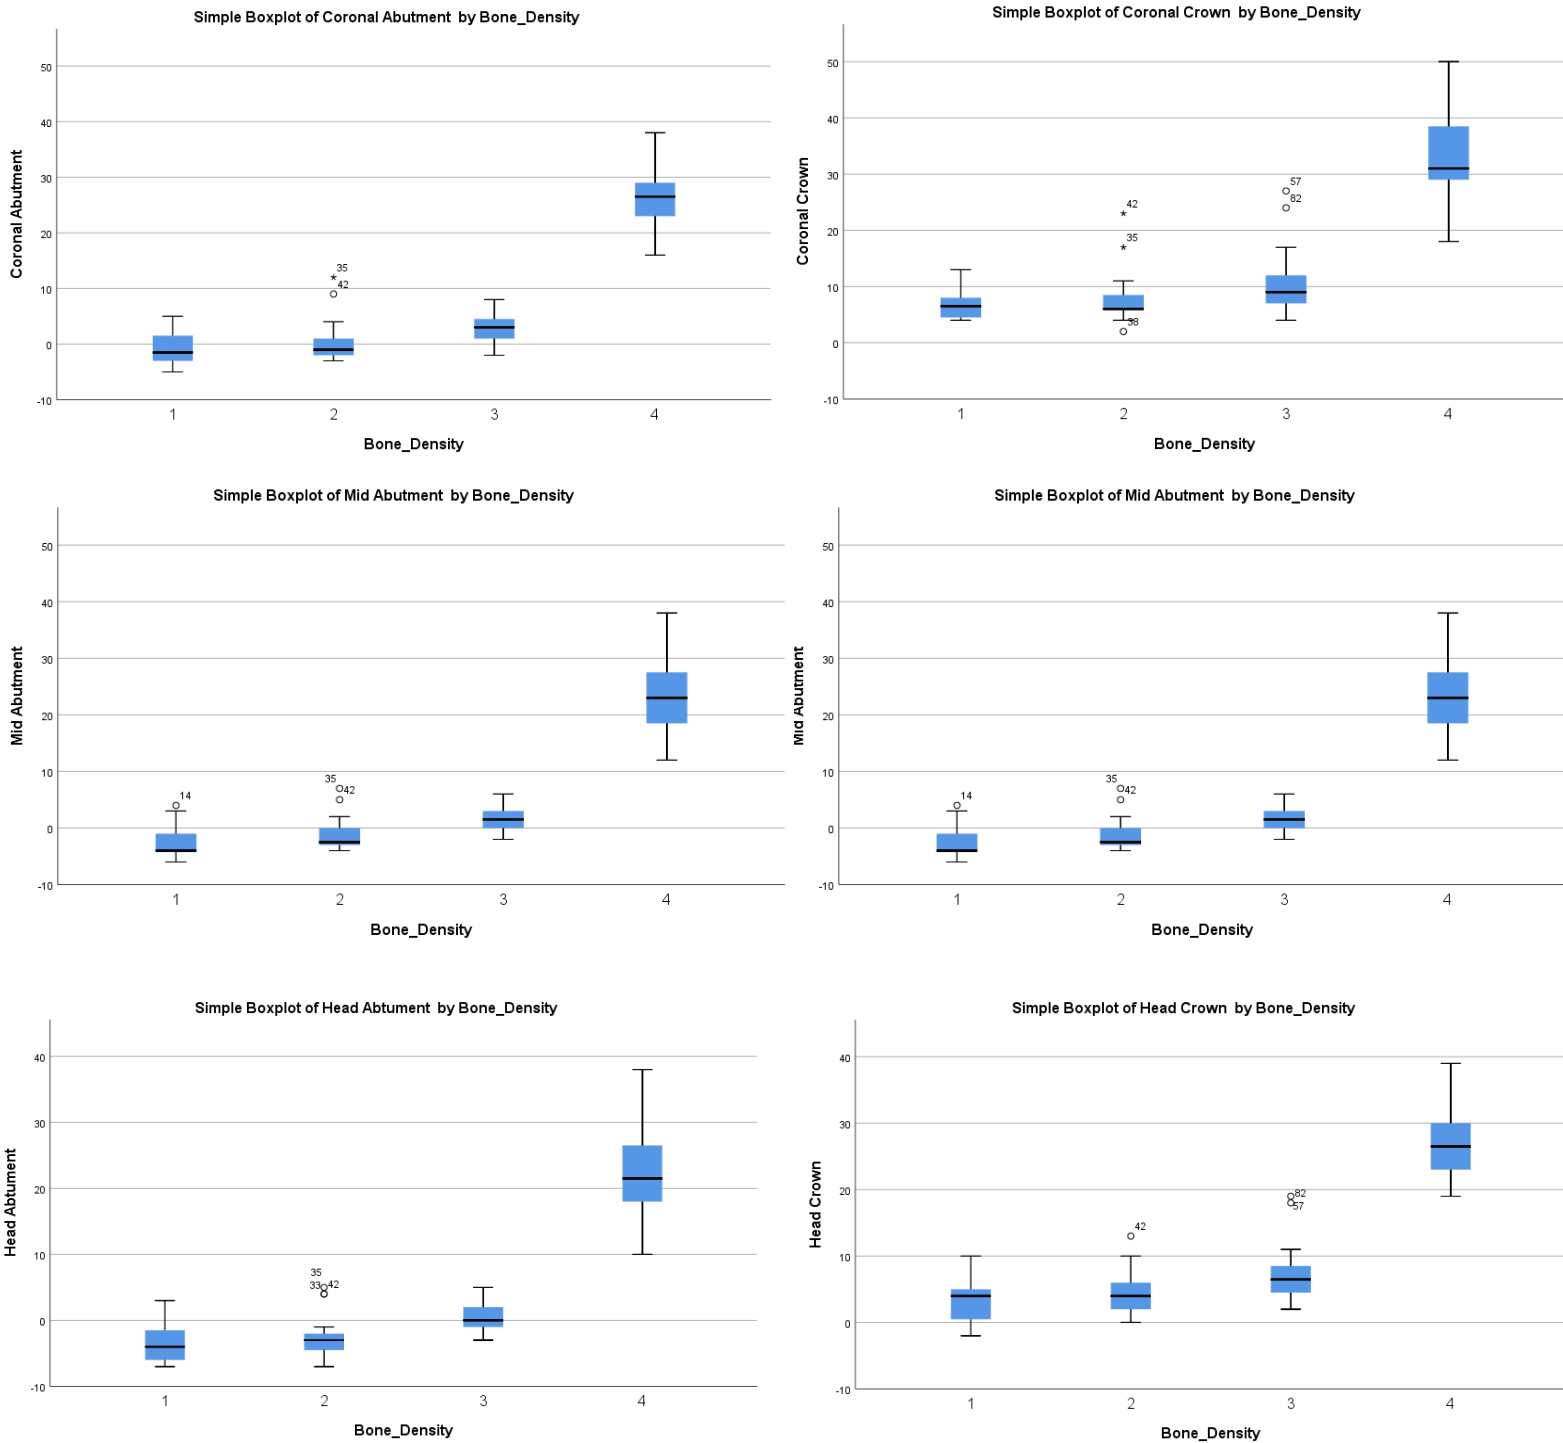 Simple Boxplot of Coronal Abutment by Bone_Density
50
40
30
20
10
0
-10
Coronal Abutment
35
42
1 2 3 4
Bone_Density
Simple Boxplot of Coronal Crown by Bone_Density
50
40
30
20
10
0
-10
Coronal Crown
42
35
38
57
82
1 2 3 4
Bone_Density
Simple Boxplot of Mid Abutment by Bone_Density
50
40
30
20
10
0
-10
Mid Abutment
14
35
42
1 2 3 4
Bone_Density
Simple Boxplot of Mid Abutment by Bone_Density
50
40
30
20
10
0
-10
Mid Abutment
14
35
42
1 2 3 4
Bone_Density
Simple Boxplot of Head Abtument by Bone_Density
40
30
20
10
0
-10
Head Abtument
35
33 42
1 2 3 4
Bone_Density
Simple Boxplot of Head Crown by Bone_Density
40
30
20
10
0
-10
Head Crown
42
82
57
1 2 3 4
Bone_Density